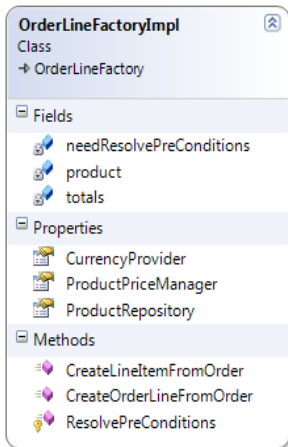 OrderLineFactoryImpl
Class
OrderLineFactory
Fields
needResolvePreConditions
product
totals
Properties
CurrencyProvider
ProductPriceManager
ProductRepository
Methods
CreateLineItemFromOrder
CreateOrderLineFromOrder
ResolvePreConditions